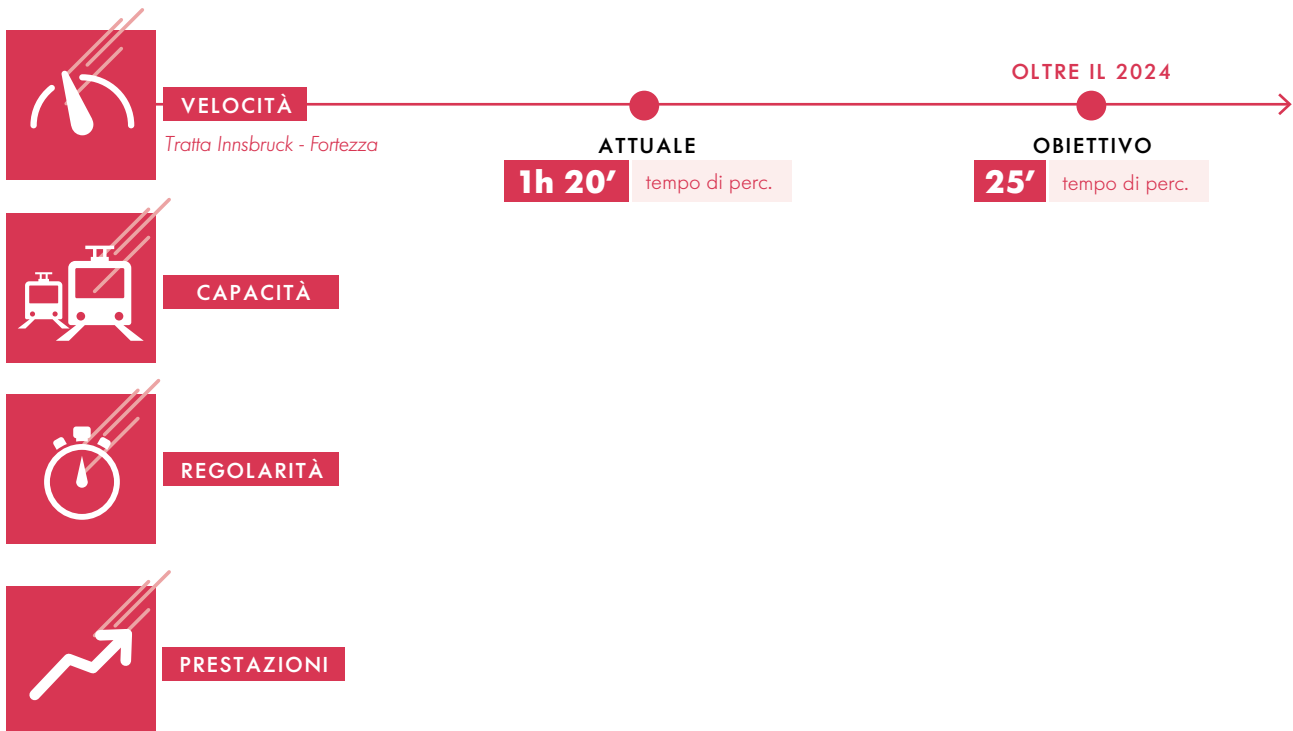 OLTRE IL 2024
VELOCITÀ
Tratta Innsbruck - Fortezza
ATTUALE
1h 20’ tempo di perc.
OBIETTIVO
25’ tempo di perc.
CAPACITÀ
REGOLARITÀ
PRESTAZIONI